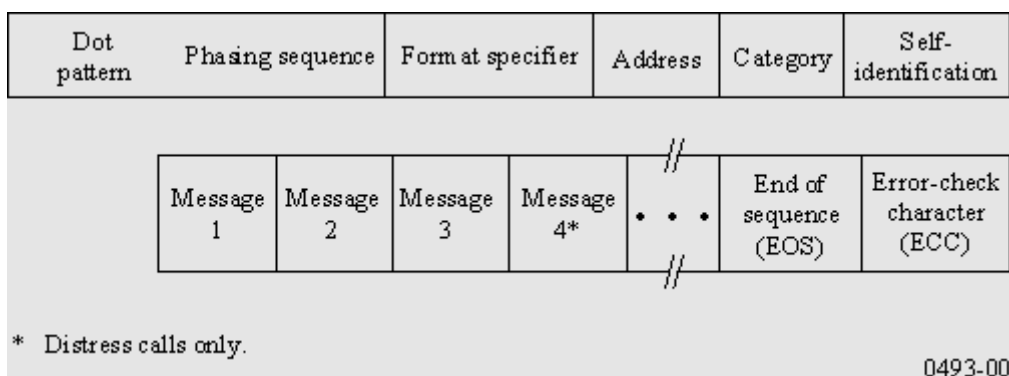 Dot
pattern
Phasing sequence
Format specifier
Address
Category
Self-
identification
Message
1
Message
2
Message
3
Message
4*
• • •
End of
sequence
(EOS)
Error-check
character
(ECC)
* Distress calls only.
0493-00